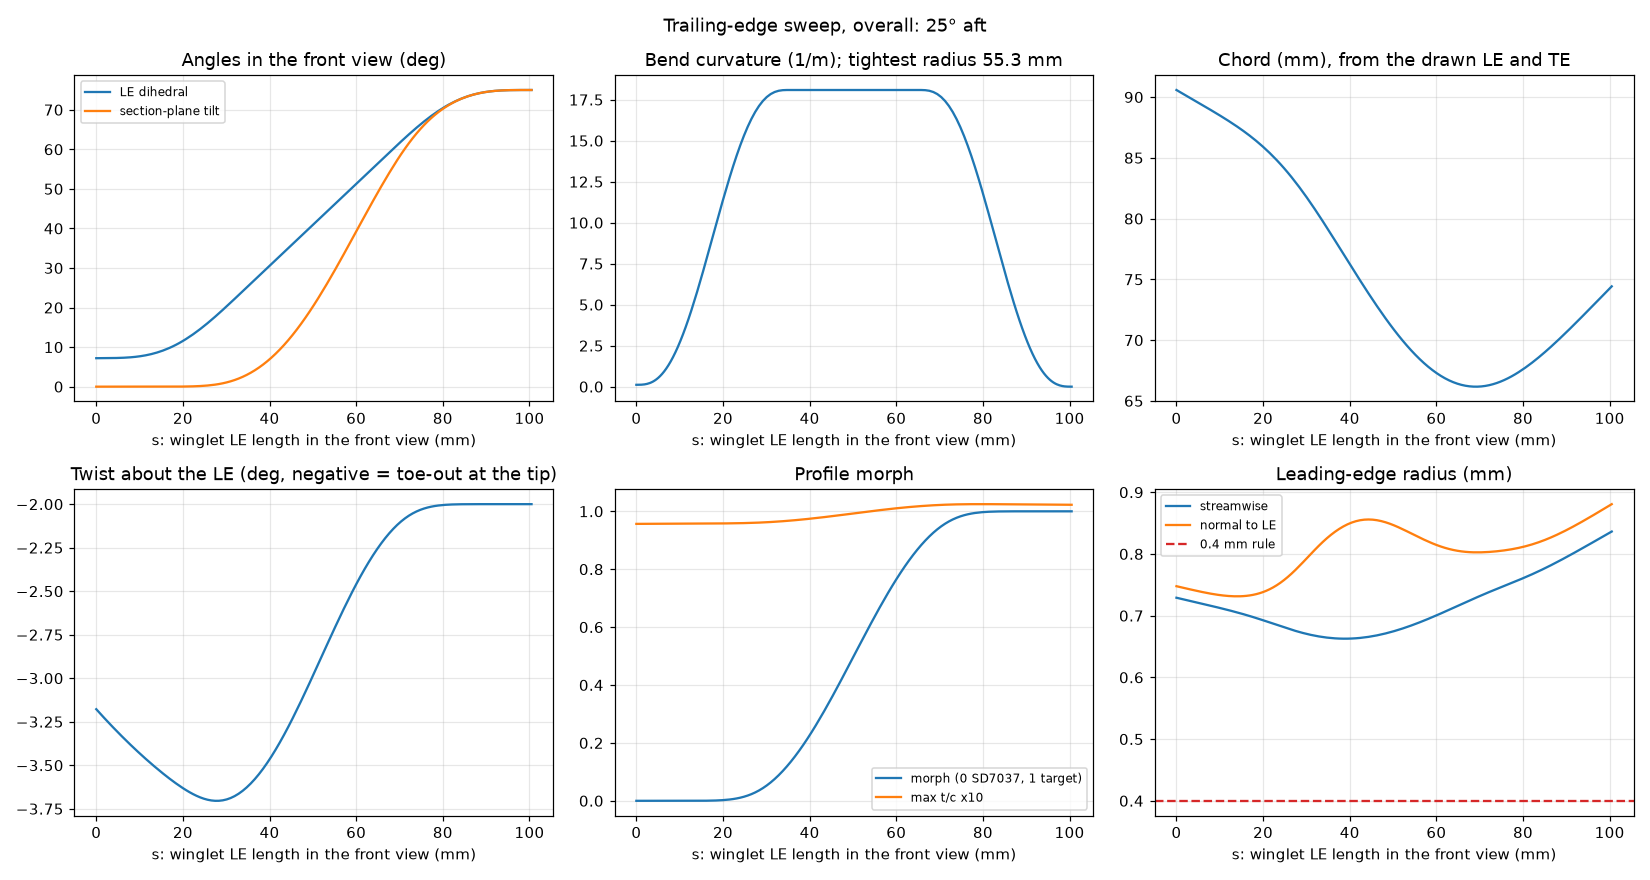 Trailing-edge sweep, overall: 25° aft
Angles in the front view (deg)
LE dihedral
section-plane tilt
70
60
50
40
30
20
10
0
0 20 40 60 80 100
s: winglet LE length in the front view (mm)
Bend curvature (1/m); tightest radius 55.3 mm
17.5
15.0
12.5
10.0
7.5
5.0
2.5
0.0
0 20 40 60 80 100
s: winglet LE length in the front view (mm)
Chord (mm), from the drawn LE and TE
90
85
80
75
70
65
0 20 40 60 80 100
s: winglet LE length in the front view (mm)
Twist about the LE (deg, negative = toe-out at the tip)
−2.00
−2.25
−2.50
−2.75
−3.00
−3.25
−3.50
−3.75
0 20 40 60 80 100
s: winglet LE length in the front view (mm)
Profile morph
1.0
0.8
0.6
0.4
0.2
0.0
morph (0 SD7037, 1 target)
max t/c x10
0 20 40 60 80 100
s: winglet LE length in the front view (mm)
Leading-edge radius (mm)
streamwise
normal to LE
0.4 mm rule
0.9
0.8
0.7
0.6
0.5
0.4
0 20 40 60 80 100
s: winglet LE length in the front view (mm)